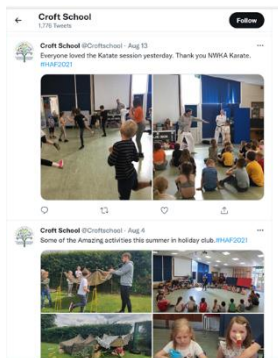 Croft School
1,776 Tweets
Follow
Croft School @Croftschool · Aug 13
Everyone loved the Katate session yesterday. Thank you NWKA Karate.
#HAF2021
Croft School @Croftschool · Aug 4
Some of the Amazing activities this summer in holiday club.#HAF2021